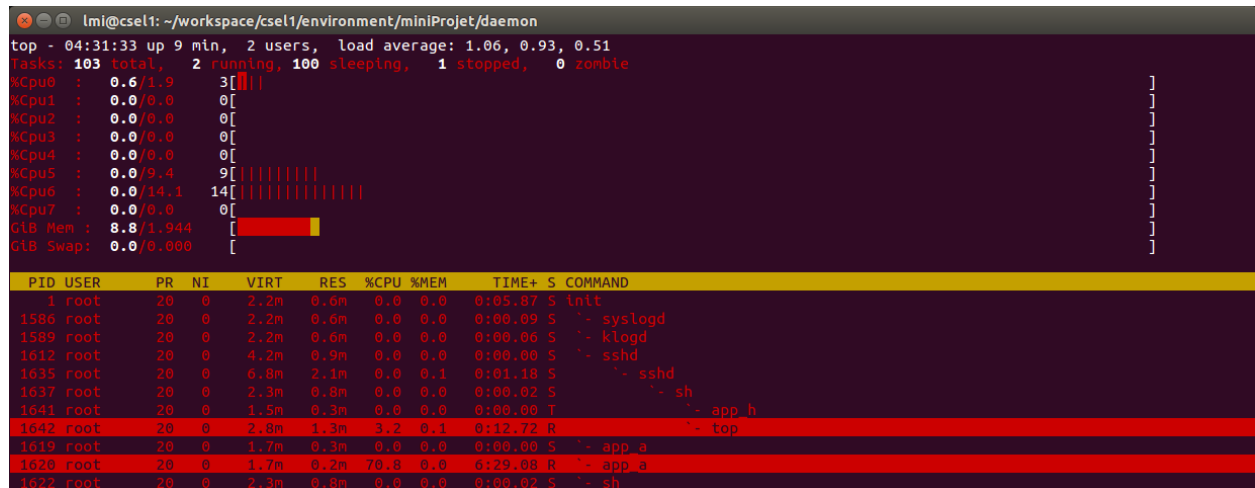 lmi@csel1: ~/workspace/csel1/environment/miniProjet/daemon
top - 04:31:33 up 9 min,  2 users,  load average: 1.06, 0.93, 0.51
Tasks: 103 total,   2 running, 100 sleeping,   1 stopped,   0 zombie
%Cpu0  :   0.6/1.9     3[|||                                        ]
%Cpu1  :   0.0/0.0     0[                                           ]
%Cpu2  :   0.0/0.0     0[                                           ]
%Cpu3  :   0.0/0.0     0[                                           ]
%Cpu4  :   0.0/0.0     0[                                           ]
%Cpu5  :   0.0/9.4     9[|||||||||                                  ]
%Cpu6  :   0.0/14.1   14[||||||||||||||                             ]
%Cpu7  :   0.0/0.0     0[                                           ]
GiB Mem :  8.8/1.944    [                                           ]
GiB Swap:  0.0/0.000    [                                           ]
PID USER      PR  NI    VIRT    RES  %CPU %MEM     TIME+ S COMMAND
1 root      20   0    2.2m   0.6m   0.0  0.0   0:05.87 S init
1586 root      20   0    2.2m   0.6m   0.0  0.0   0:00.09 S  `- syslogd
1589 root      20   0    2.2m   0.6m   0.0  0.0   0:00.06 S  `- klogd
1612 root      20   0    4.2m   0.9m   0.0  0.0   0:00.00 S  `- sshd
1635 root      20   0    6.8m   2.1m   0.0  0.1   0:01.18 S      `- sshd
1637 root      20   0    2.3m   0.8m   0.0  0.0   0:00.02 S          `- sh
1641 root      20   0    1.5m   0.3m   0.0  0.0   0:00.00 T              `- app_h
1642 root      20   0    2.8m   1.3m   3.2  0.1   0:12.72 R              `- top
1619 root      20   0    1.7m   0.3m   0.0  0.0   0:00.00 S  `- app_a
1620 root      20   0    1.7m   0.2m  70.8  0.0   6:29.08 R  `- app_a
1622 root      20   0    2.3m   0.8m   0.0  0.0   0:00.02 S  `- sh